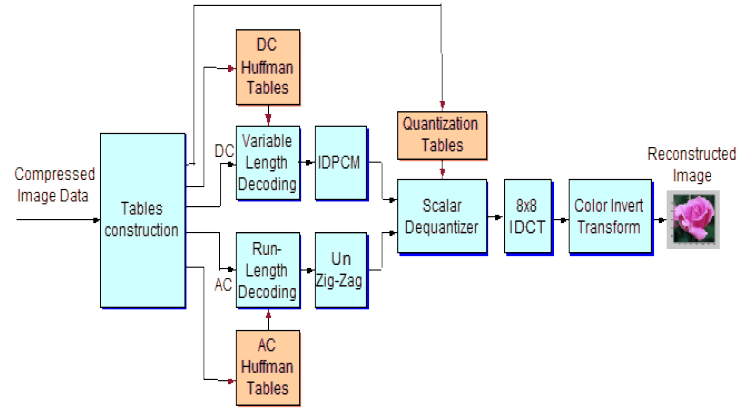 Compressed
Image Data
Tables
construction
DC
Huffman
Tables
DC
Variable
Length
Decoding
IDPCM
AC
Run-
Length
Decoding
Un
Zig-Zag
AC
Huffman
Tables
Quantization
Tables
Scalar
Dequantizer
8x8
IDCT
Color Invert
Transform
Reconstructed
Image